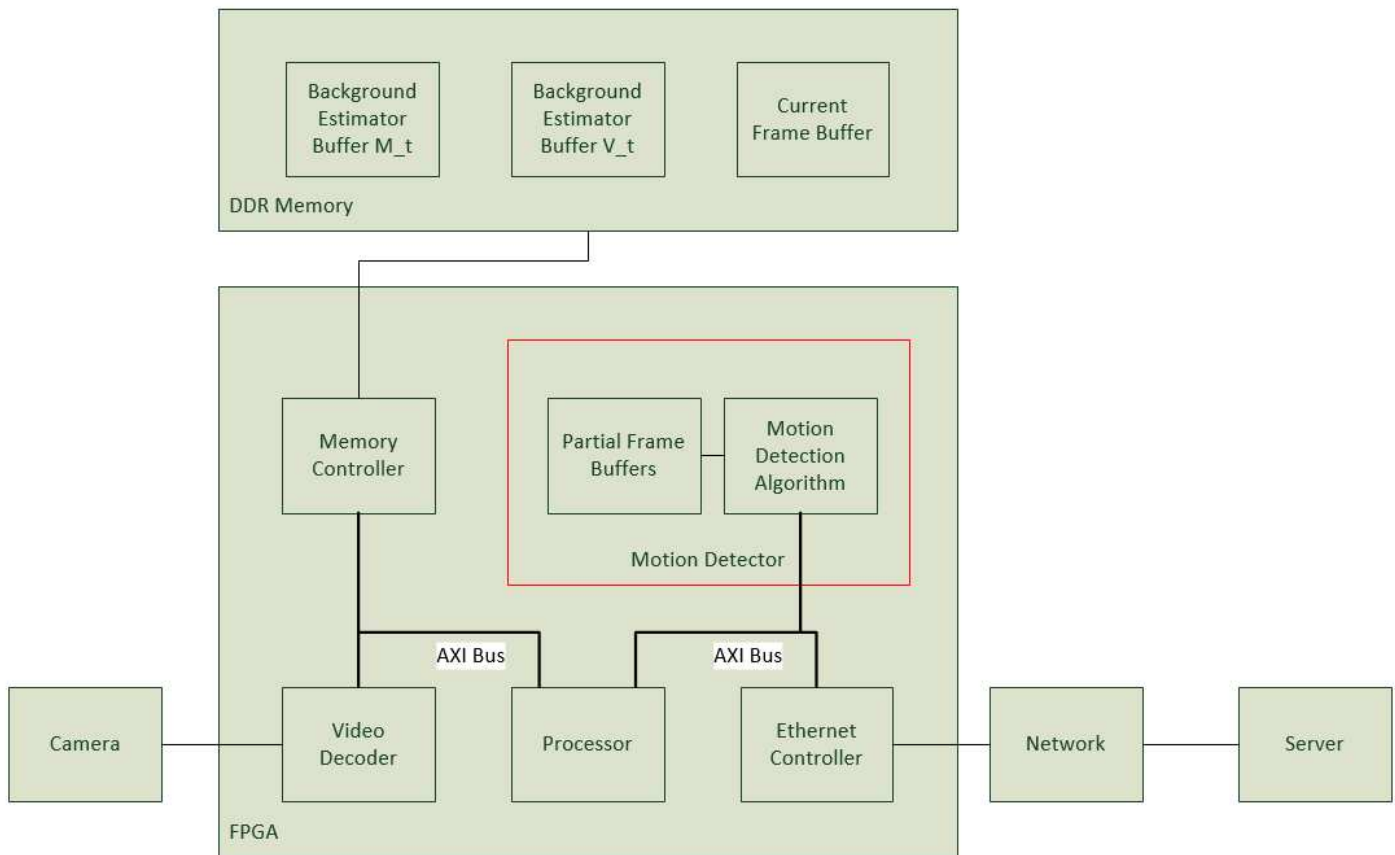 Background
Estimator
Buffer M_t
Background
Estimator
Buffer V_t
Current
Frame Buffer
DDR Memory
Memory
Controller
Partial Frame
Buffers
Motion
Detection
Algorithm
Motion Detector
AXI Bus
AXI Bus
Camera
Video
Decoder
Processor
Ethernet
Controller
Network
Server
FPGA